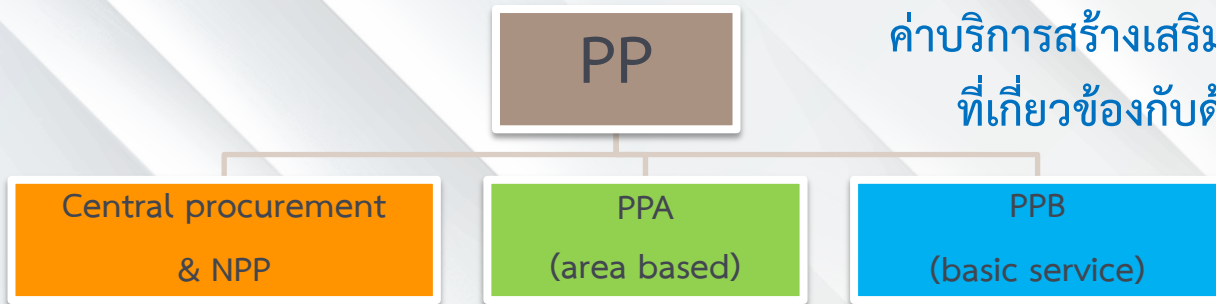 PP
ค่าบริการสร้างเสริม
ที่เกี่ยวข้องกับด้
Central procurement
& NPP
PPA
(area based)
PPB
(basic service)